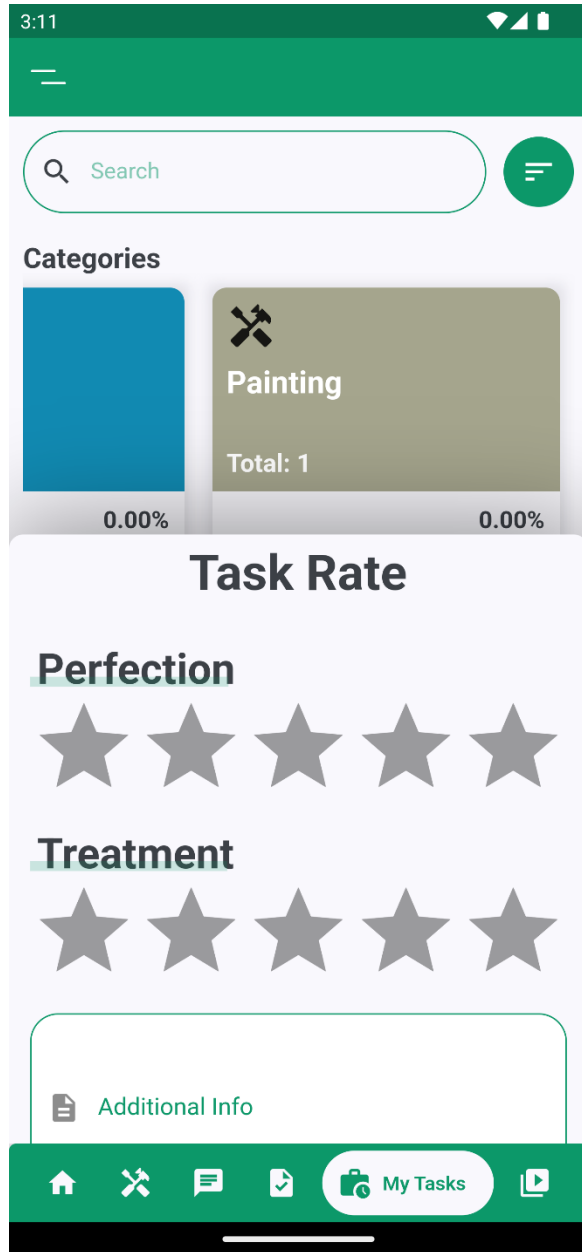 3:11
Search
Categories
Painting
Total: 1
0.00%
0.00%
Task Rate
Perfection
Treatment
Additional Info
My Tasks